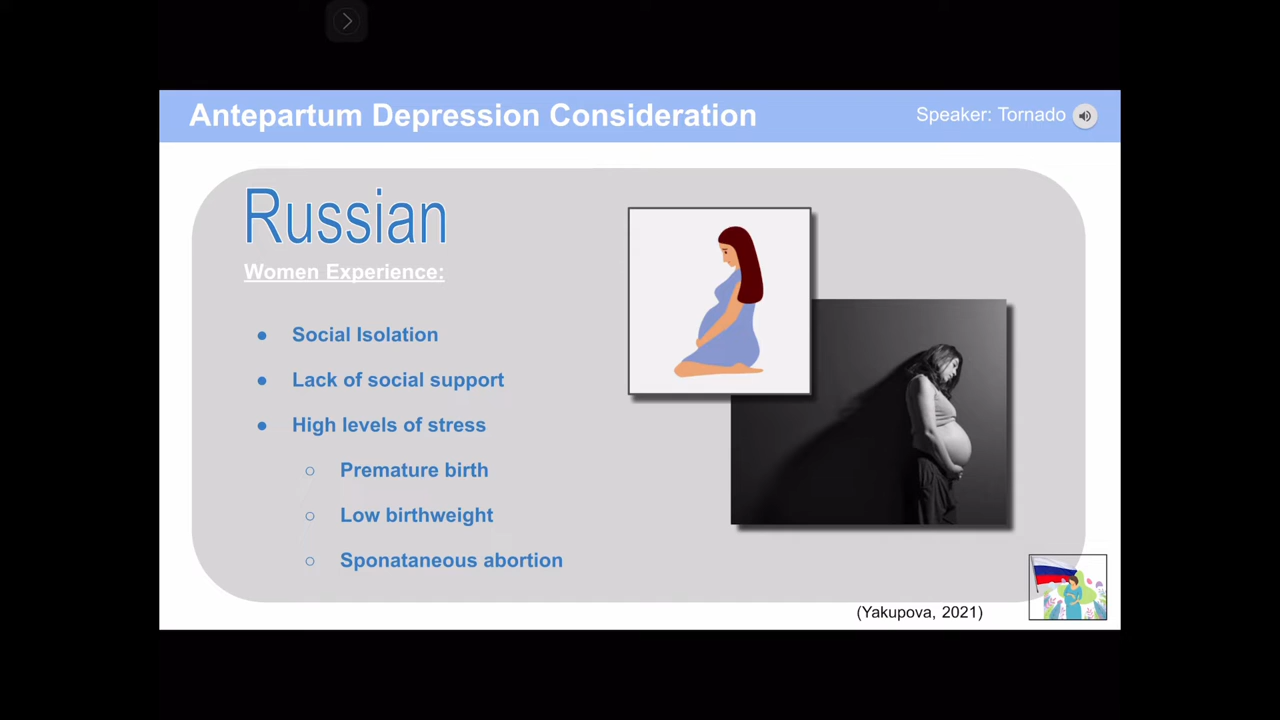 Antepartum Depression Consideration
Speaker: Tornado
Russian
Women Experience:
● Social Isolation
● Lack of social support
● High levels of stress
○ Premature birth
○ Low birthweight
○ Sponataneous abortion
(Yakupova, 2021)